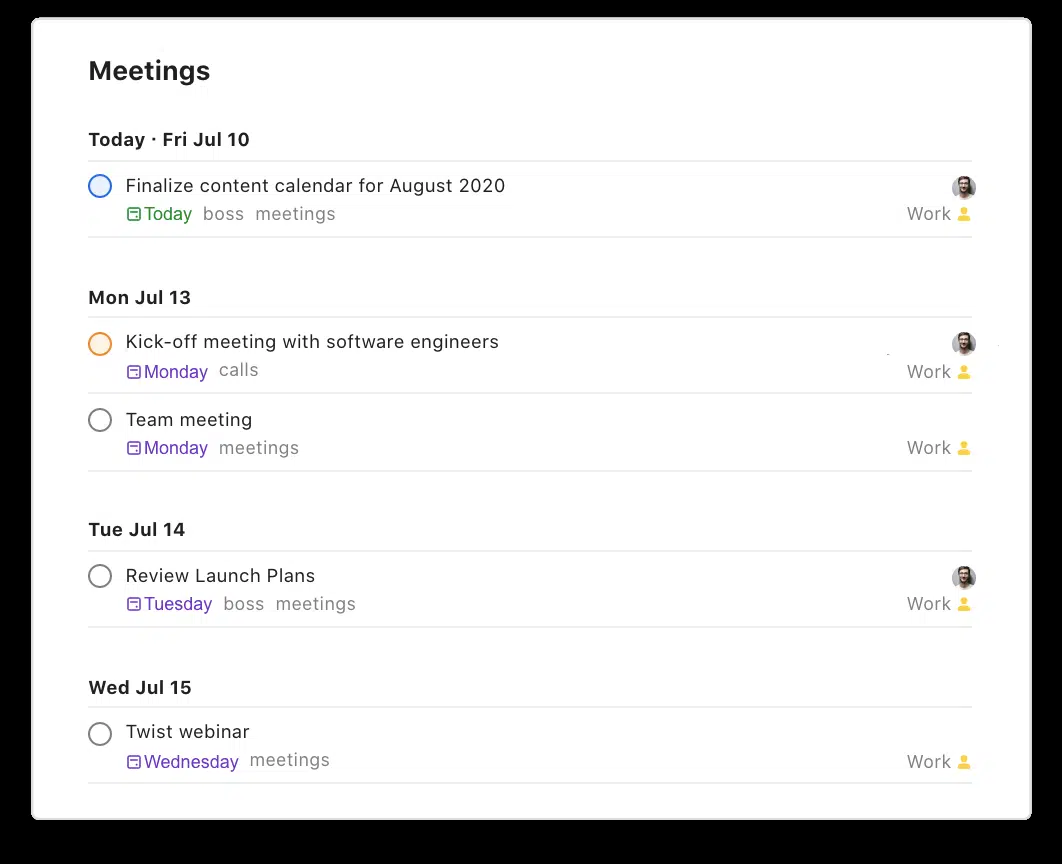 Meetings
Today · Fri Jul 10
Finalize content calendar for August 2020
Today boss meetings Work
Mon Jul 13
Kick-off meeting with software engineers
Monday calls Work
Team meeting
Monday meetings Work
Tue Jul 14
Review Launch Plans
Tuesday boss meetings Work
Wed Jul 15
Twist webinar
Wednesday meetings Work